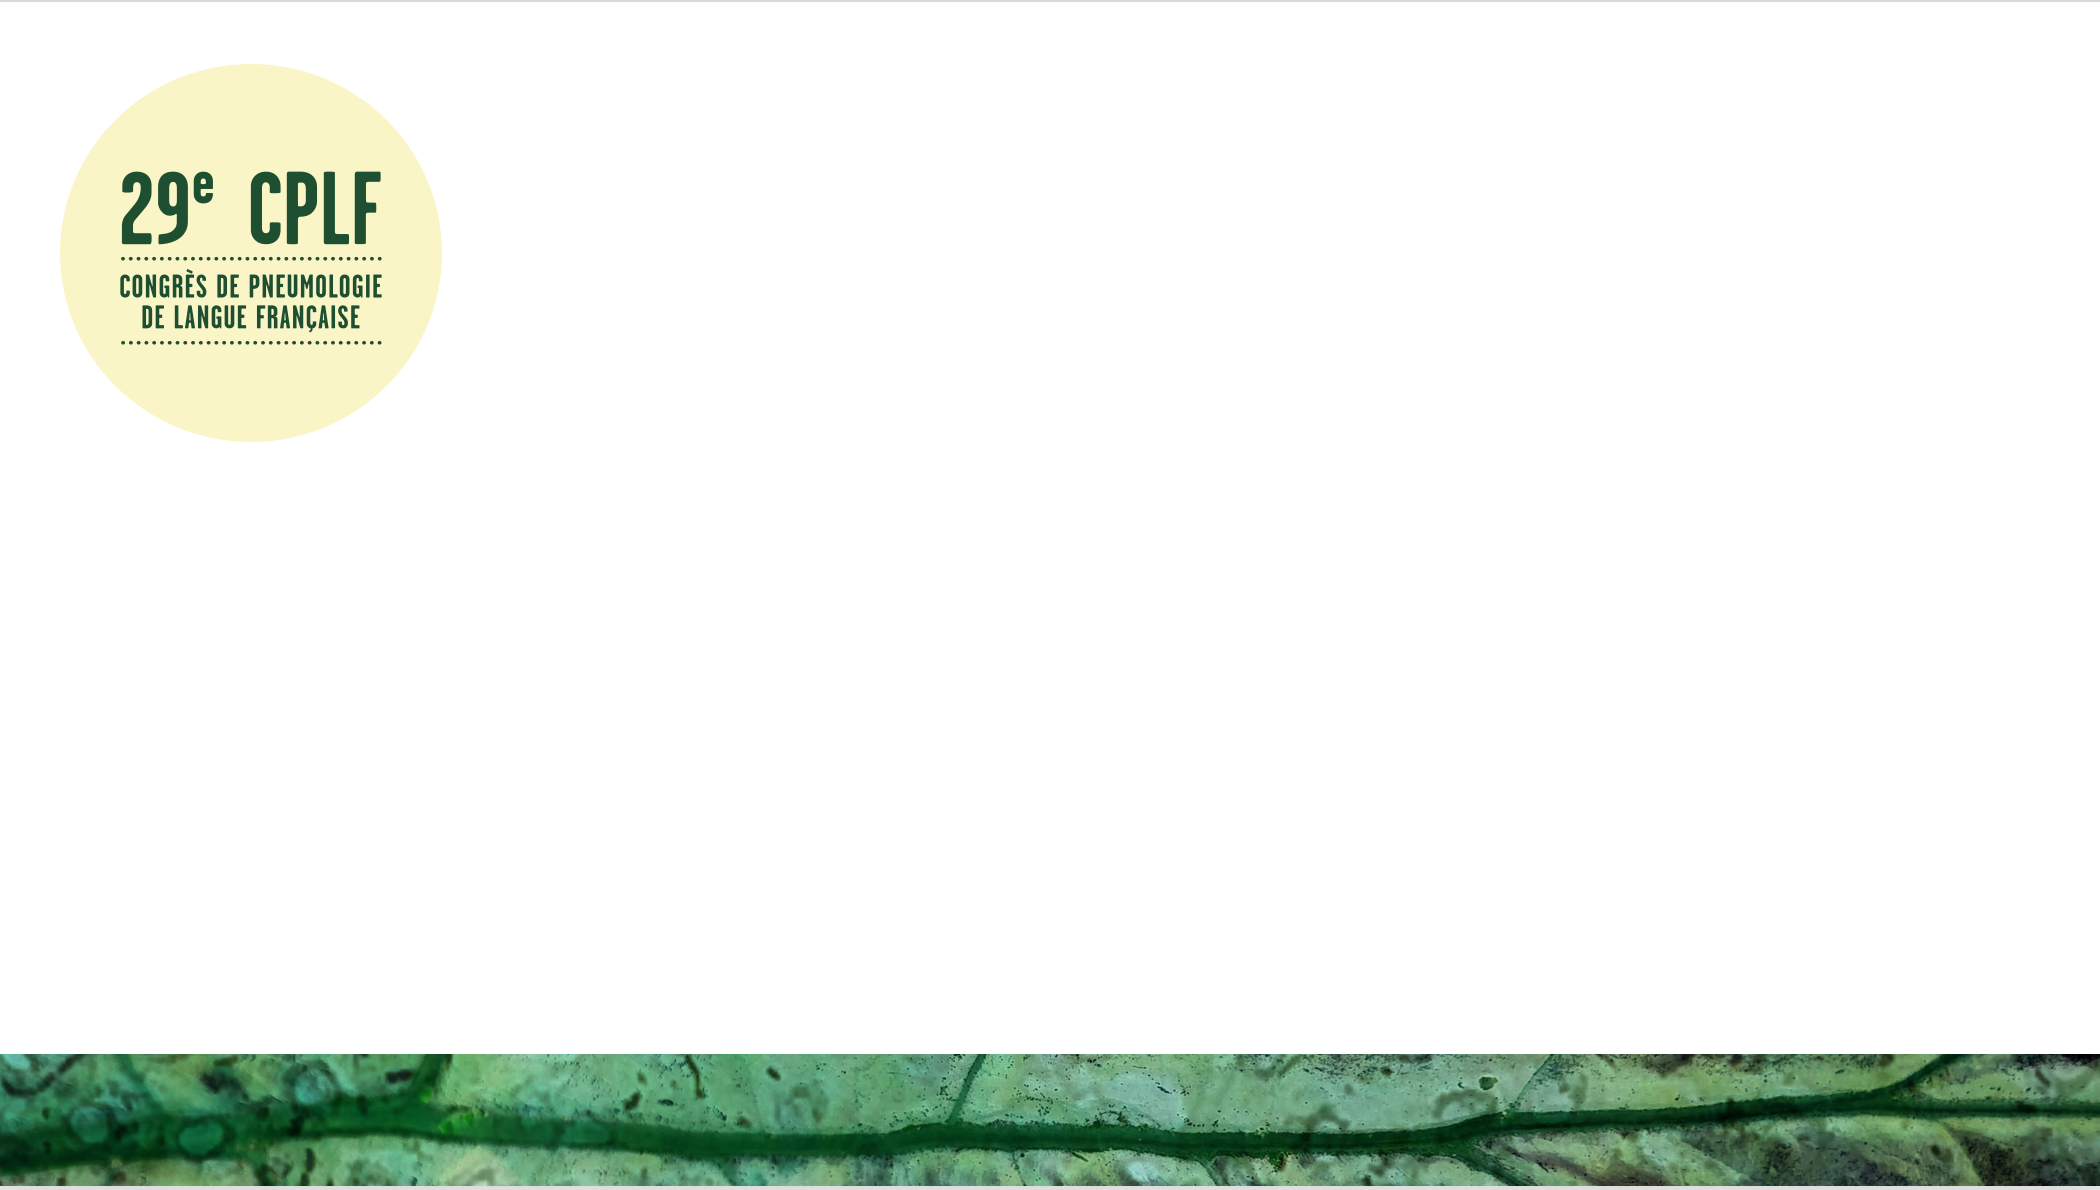 29e CPLF
CONGRÈS DE PNEUMOLOGIE
DE LANGUE FRANÇAISE